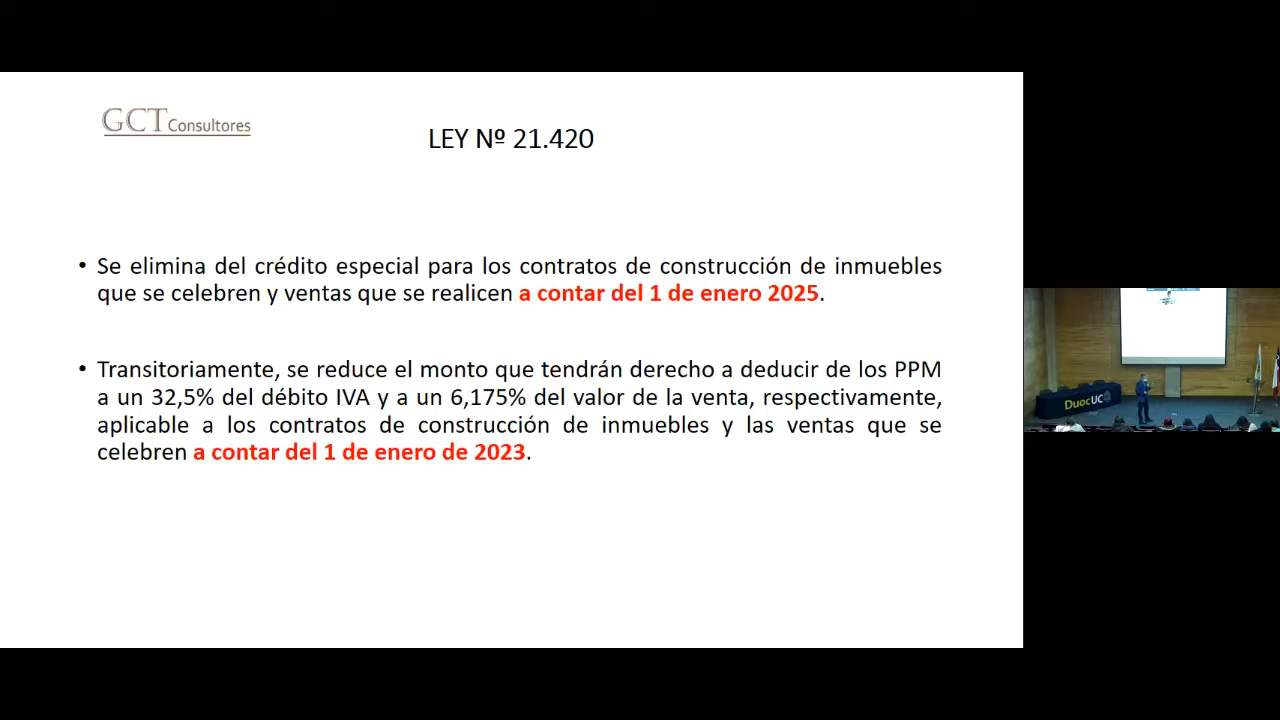 GCT Consultores
LEY Nº 21.420
• Se elimina del crédito especial para los contratos de construcción de inmuebles
que se celebren y ventas que se realicen a contar del 1 de enero 2025.
• Transitoriamente, se reduce el monto que tendrán derecho a deducir de los PPM
a un 32,5% del débito IVA y a un 6,175% del valor de la venta, respectivamente,
aplicable a los contratos de construcción de inmuebles y las ventas que se
celebren a contar del 1 de enero de 2023.
DuocUC